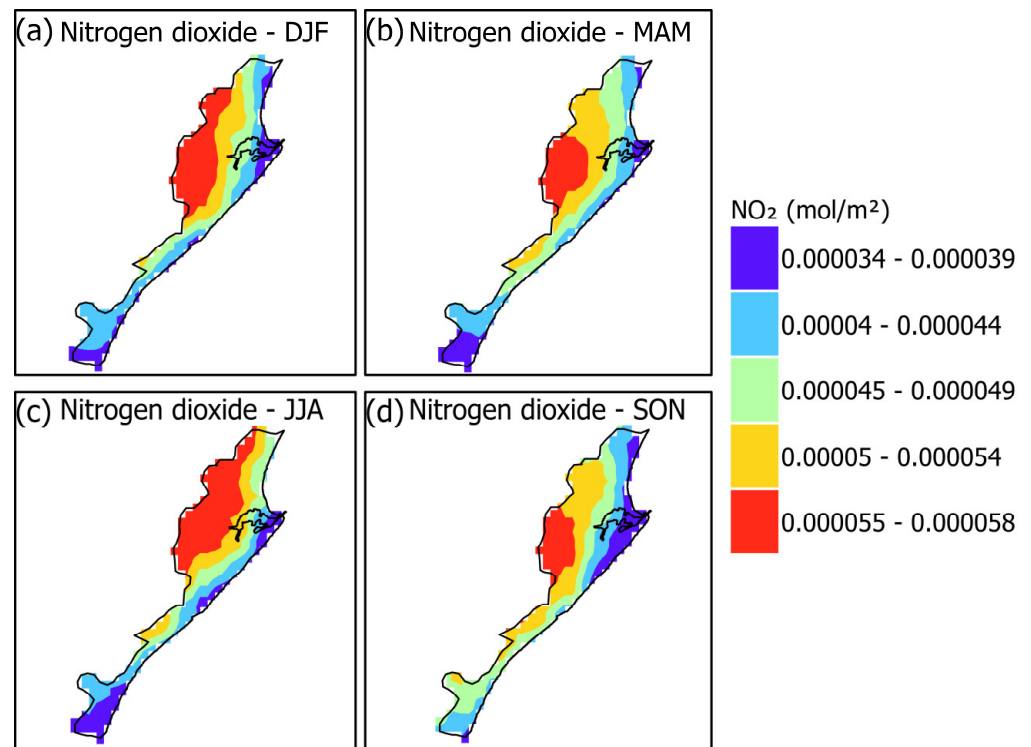 (a) Nitrogen dioxide - DJF
(b) Nitrogen dioxide - MAM
(c) Nitrogen dioxide - JJA
(d) Nitrogen dioxide - SON
NO₂ (mol/m²)
0.000034 - 0.000039
0.00004 - 0.000044
0.000045 - 0.000049
0.00005 - 0.000054
0.000055 - 0.000058